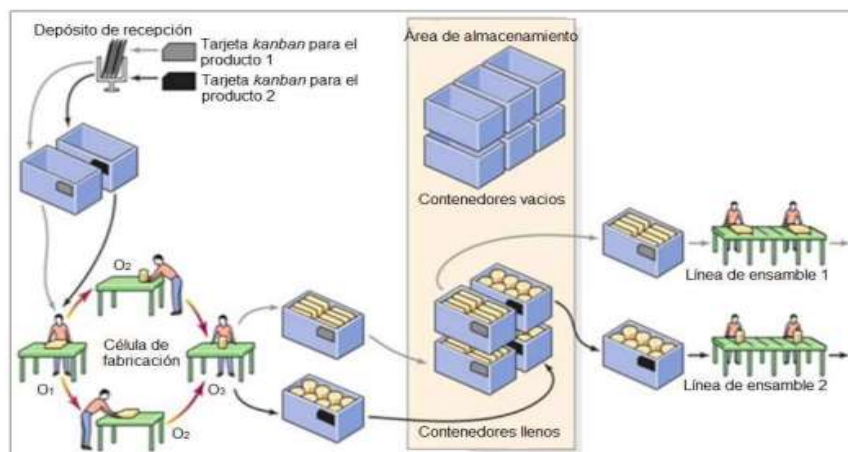 Depósito de recepción
Tarjeta kanban para el
producto 1
Tarjeta kanban para el
producto 2
Área de almacenamiento
Contenedores vacios
Línea de ensamble 1
O₂
Célula de
fabricación
O₁
O₃
O₂
Línea de ensamble 2
Contenedores llenos